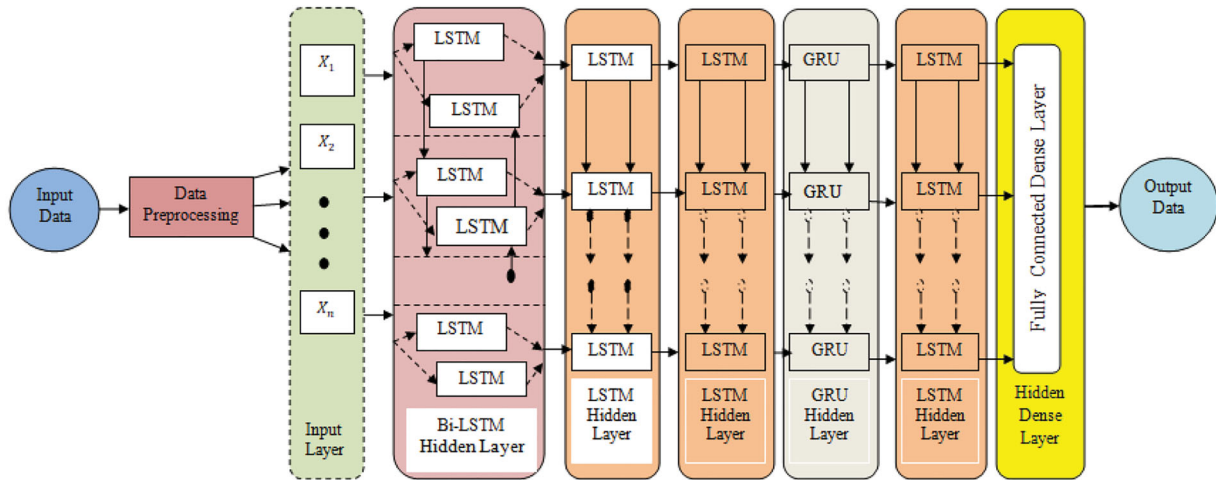 Input
Data
Data
Preprocessing
X1
X2
Xn
Input
Layer
LSTM
LSTM
LSTM
LSTM
LSTM
LSTM
Bi-LSTM
Hidden Layer
LSTM
LSTM
LSTM
LSTM
Hidden
Layer
LSTM
LSTM
LSTM
LSTM
Hidden
Layer
GRU
GRU
GRU
GRU
Hidden
Layer
LSTM
LSTM
LSTM
LSTM
Hidden
Layer
Fully Connected Dense Layer
Hidden
Dense
Layer
Output
Data